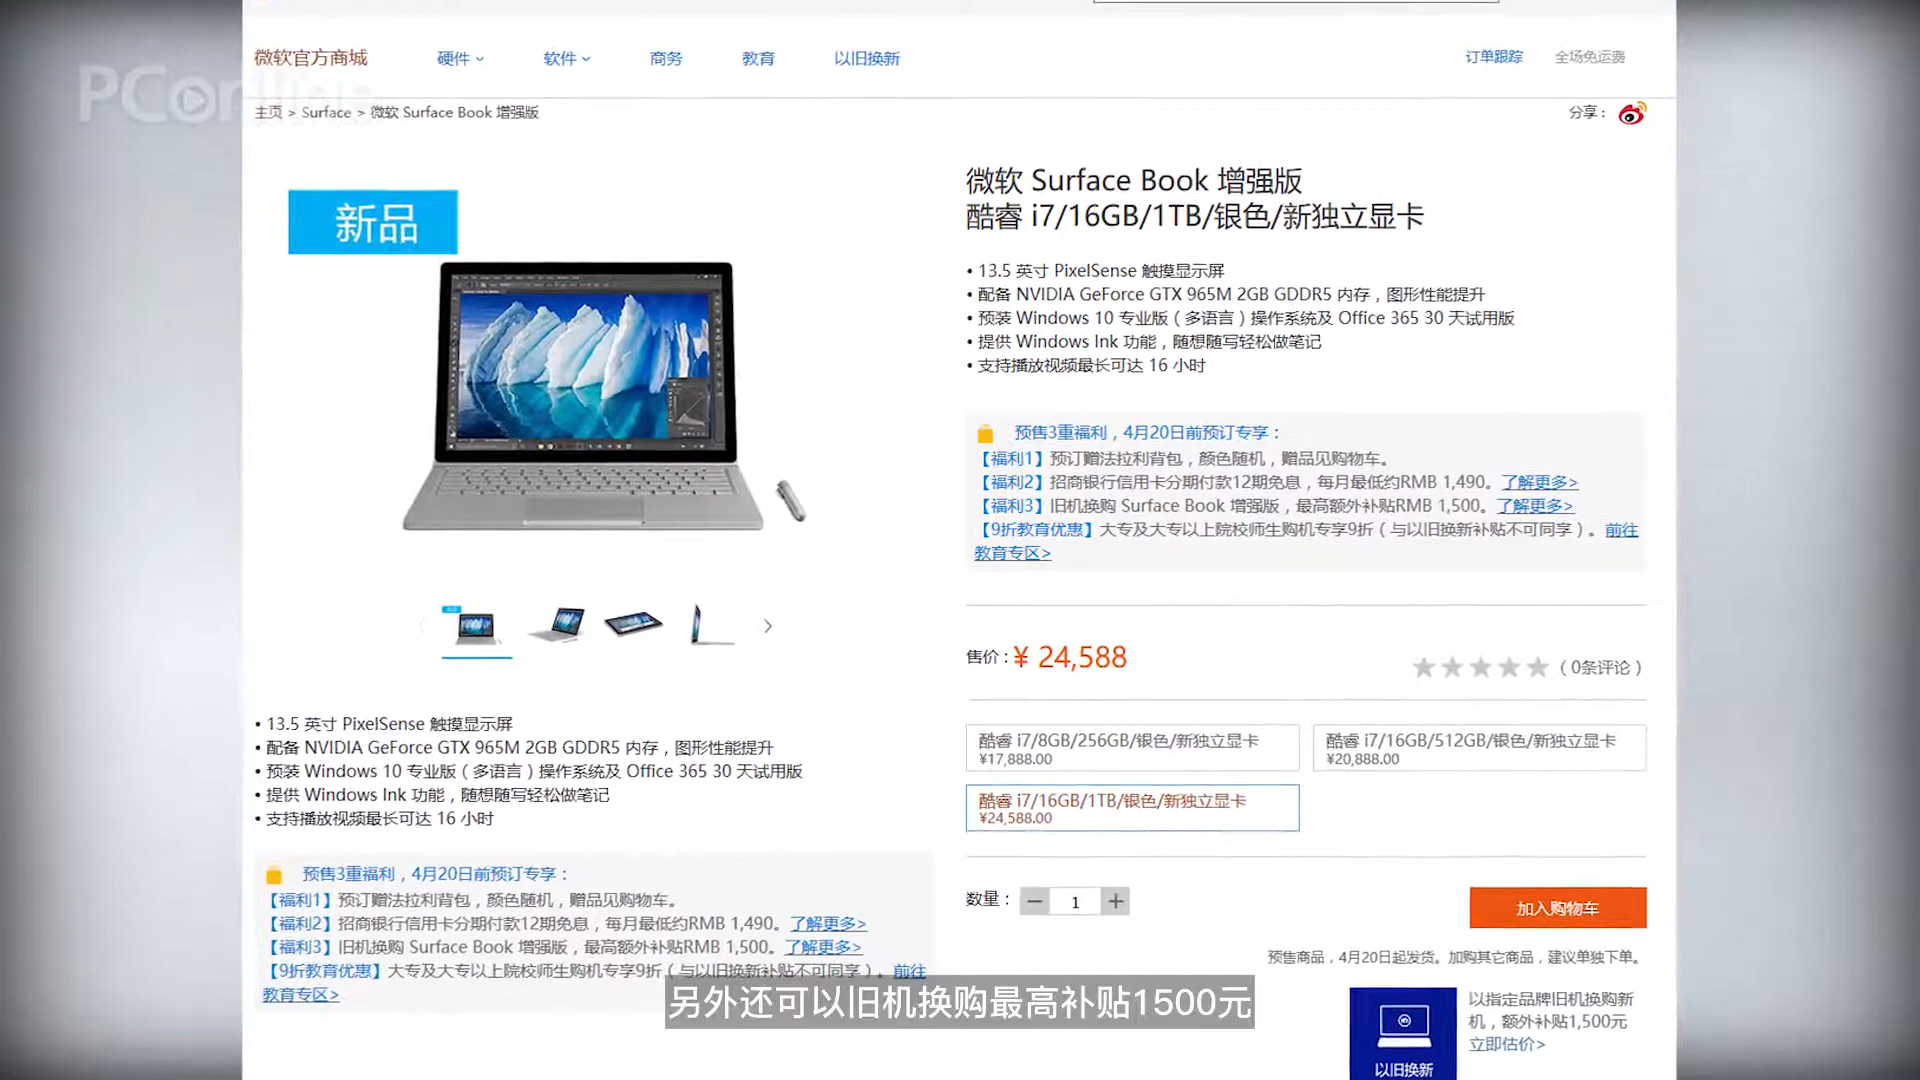 微软官方商城
硬件
软件
商务
教育
以旧换新
订单跟踪
全场免运费
PConline
主页 > Surface > 微软 Surface Book 增强版
分享：
新品
微软 Surface Book 增强版
酷睿 i7/16GB/1TB/银色/新独立显卡
• 13.5 英寸 PixelSense 触摸显示屏
• 配备 NVIDIA GeForce GTX 965M 2GB GDDR5 内存，图形性能提升
• 预装 Windows 10 专业版（多语言）操作系统及 Office 365 30 天试用版
• 提供 Windows Ink 功能，随想随写轻松做笔记
• 支持播放视频最长可达 16 小时
预售3重福利，4月20日前预订专享：
【福利1】预订赠法拉利背包，颜色随机，赠品见购物车。
【福利2】招商银行信用卡分期付款12期免息，每月最低约RMB 1,490。了解更多>
【福利3】旧机换购 Surface Book 增强版，最高额外补贴RMB 1,500。了解更多>
【9折教育优惠】大专及大专以上院校师生购机专享9折（与以旧换新补贴不可同享）。前往
教育专区>
售价：¥ 24,588
（0条评论）
酷睿 i7/8GB/256GB/银色/新独立显卡
¥17,888.00
酷睿 i7/16GB/512GB/银色/新独立显卡
¥20,888.00
酷睿 i7/16GB/1TB/银色/新独立显卡
¥24,588.00
数量：
1
加入购物车
预售商品，4月20日起发货。加购其它商品，建议单独下单。
以旧换新
以指定品牌旧机换购新
机，额外补贴1,500元
立即估价>
• 13.5 英寸 PixelSense 触摸显示屏
• 配备 NVIDIA GeForce GTX 965M 2GB GDDR5 内存，图形性能提升
• 预装 Windows 10 专业版（多语言）操作系统及 Office 365 30 天试用版
• 提供 Windows Ink 功能，随想随写轻松做笔记
• 支持播放视频最长可达 16 小时
预售3重福利，4月20日前预订专享：
【福利1】预订赠法拉利背包，颜色随机，赠品见购物车。
【福利2】招商银行信用卡分期付款12期免息，每月最低约RMB 1,490。了解更多>
【福利3】旧机换购 Surface Book 增强版，最高额外补贴RMB 1,500。了解更多>
【9折教育优惠】大专及大专以上院校师生购机专享9折（与以旧换新补贴不可同享）。前往
教育专区>
另外还可以旧机换购最高补贴1500元